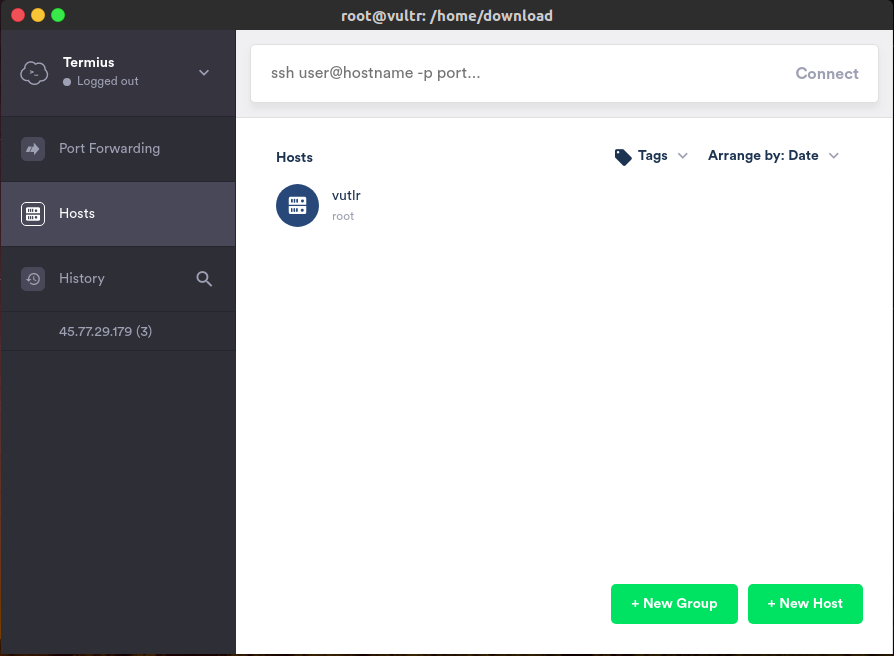 root@vultr: /home/download
Termius
Logged out
Port Forwarding
Hosts
History
45.77.29.179 (3)
ssh user@hostname -p port...
Connect
Hosts
Tags
Arrange by: Date
vutlr
root
+ New Group
+ New Host